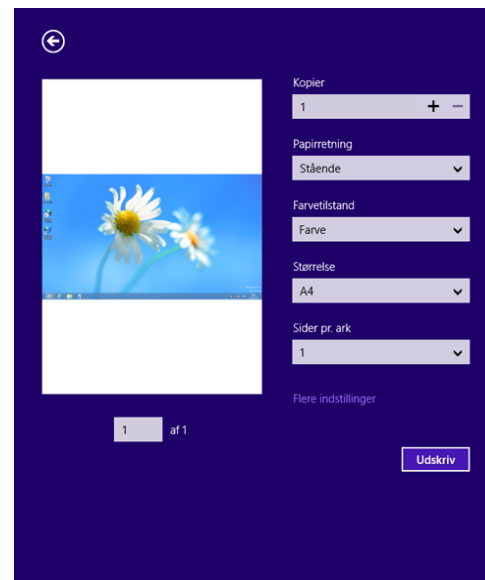 Kopier
1
Papirretning
Stående
Farvetilstand
Farve
Størrelse
A4
Sider pr. ark
1
Flere indstillinger
1 af 1
Udskriv